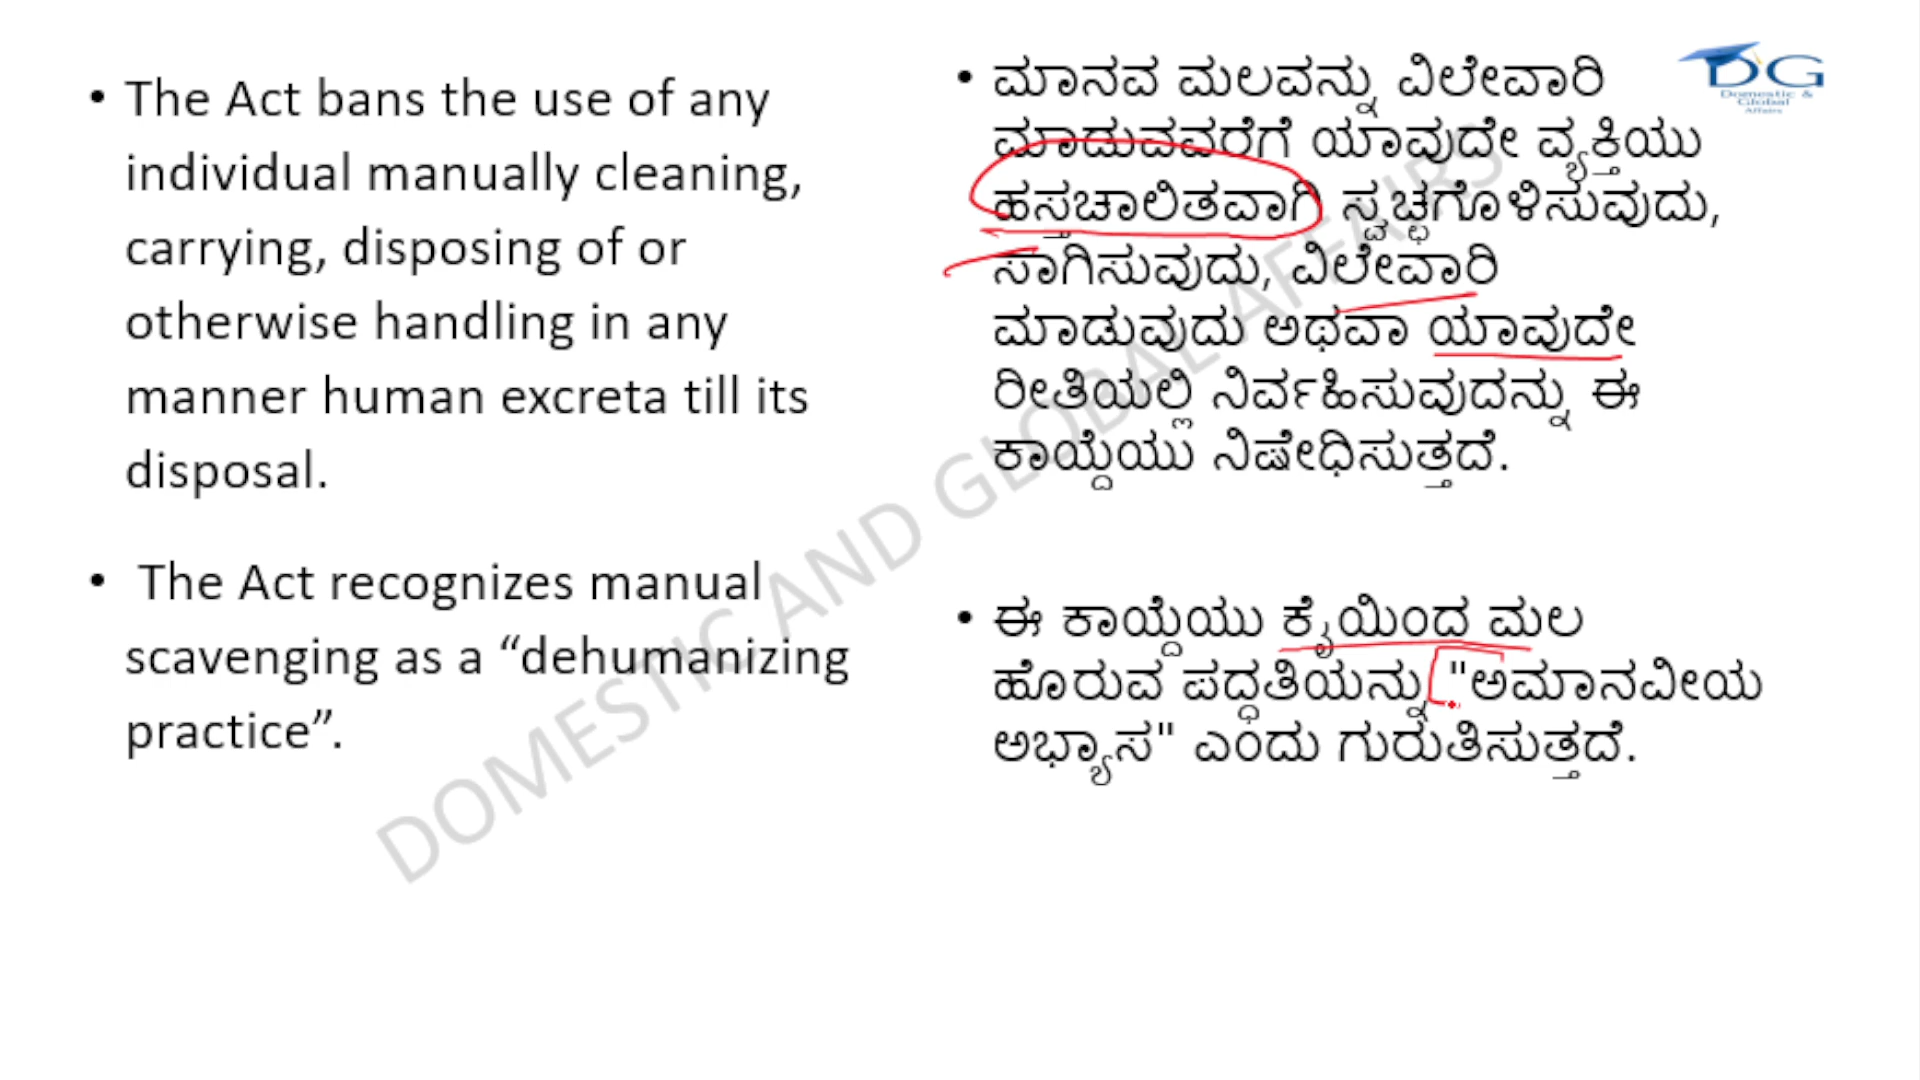 • The Act bans the use of any
individual manually cleaning,
carrying, disposing of or
otherwise handling in any
manner human excreta till its
disposal.
• The Act recognizes manual
scavenging as a “dehumanizing
practice”.
• ಮಾನವ ಮಲವನ್ನು ವಿಲೇವಾರಿ
ಮಾಡುವವರೆಗೆ ಯಾವುದೇ ವ್ಯಕ್ತಿಯು
ಹಸ್ತಚಾಲಿತವಾಗಿ ಸ್ವಚ್ಛಗೊಳಿಸುವುದು,
ಸಾಗಿಸುವುದು, ವಿಲೇವಾರಿ
ಮಾಡುವುದು ಅಥವಾ ಯಾವುದೇ
ರೀತಿಯಲ್ಲಿ ನಿರ್ವಹಿಸುವುದನ್ನು ಈ
ಕಾಯ್ದೆಯು ನಿಷೇಧಿಸುತ್ತದೆ.
• ಈ ಕಾಯ್ದೆಯು ಕೈಯಿಂದ ಮಲ
ಹೊರುವ ಪದ್ಧತಿಯನ್ನು "ಅಮಾನವೀಯ
ಅಭ್ಯಾಸ" ಎಂದು ಗುರುತಿಸುತ್ತದೆ.
DG
Domestic &
Global
Affairs
DOMESTIC AND GLOBAL AFFAIRS